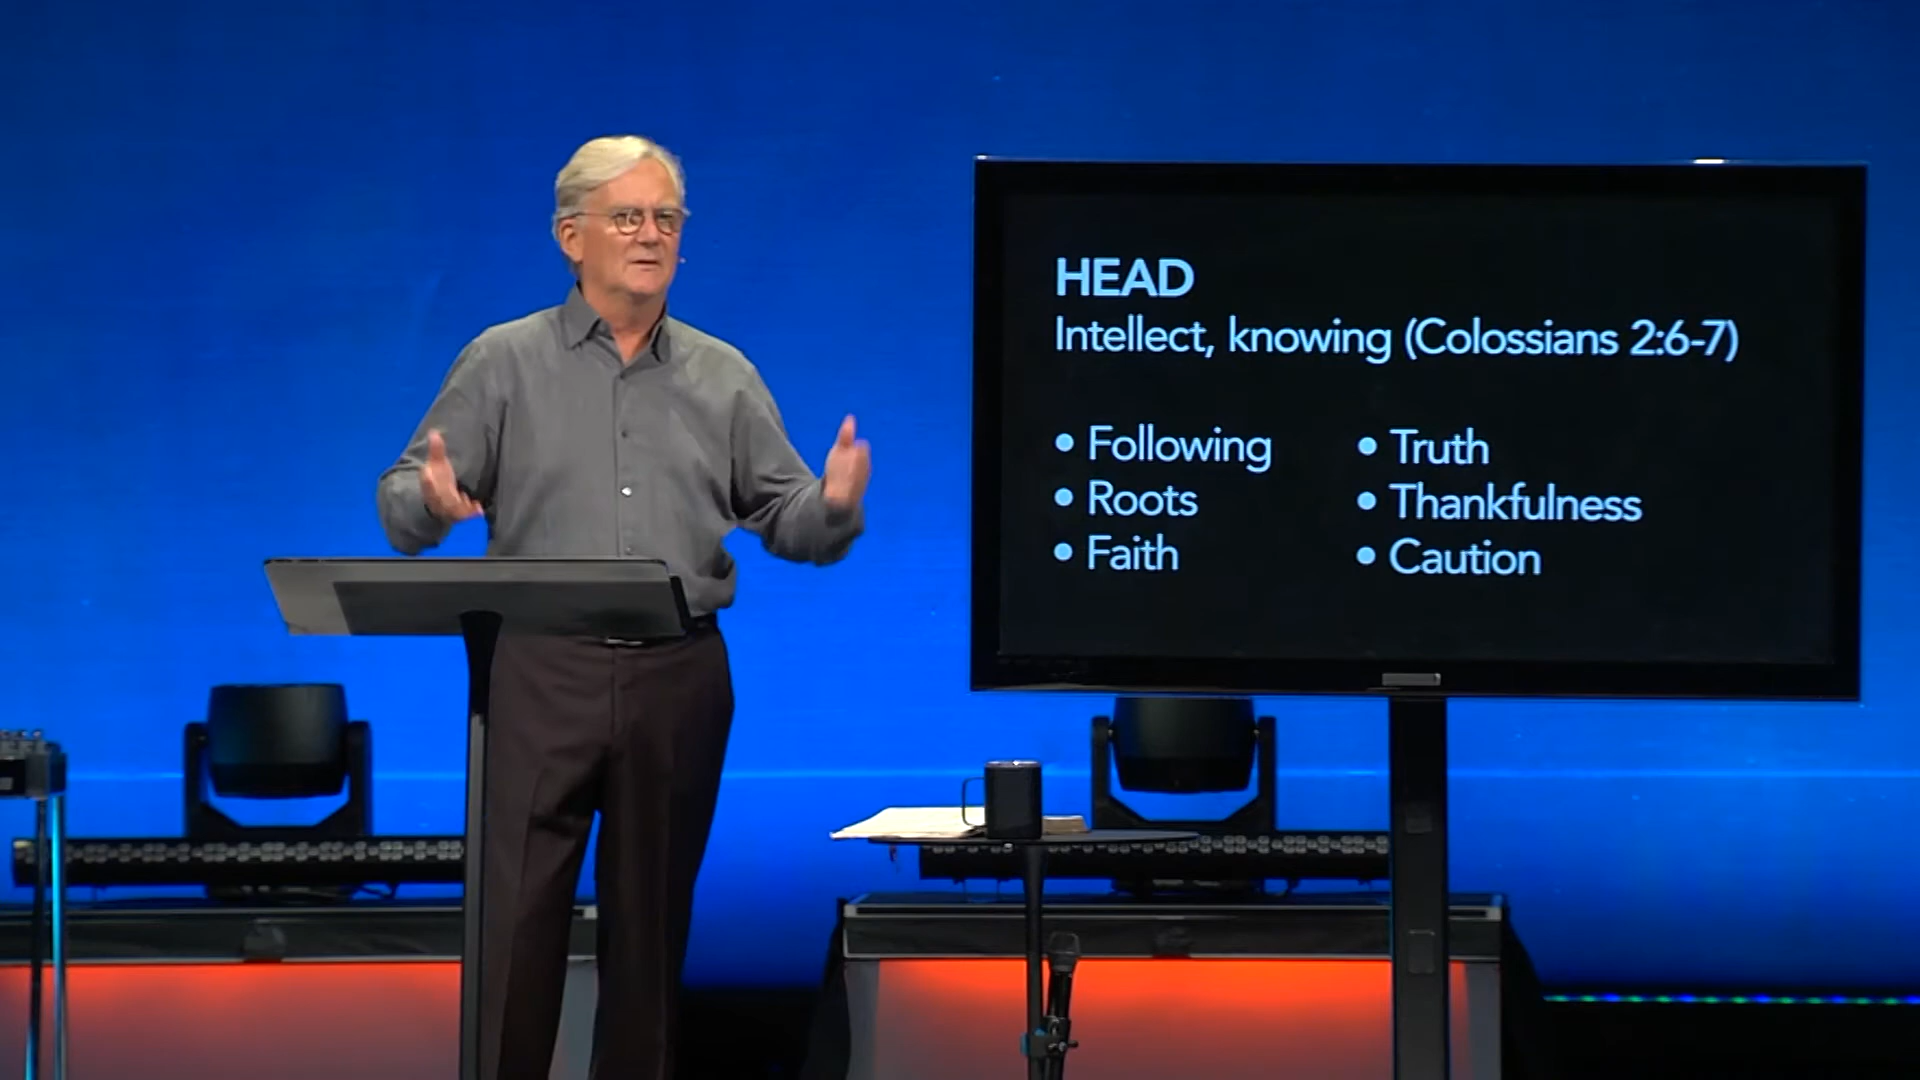 HEAD
Intellect, knowing (Colossians 2:6-7)
• Following
• Roots
• Faith
• Truth
• Thankfulness
• Caution